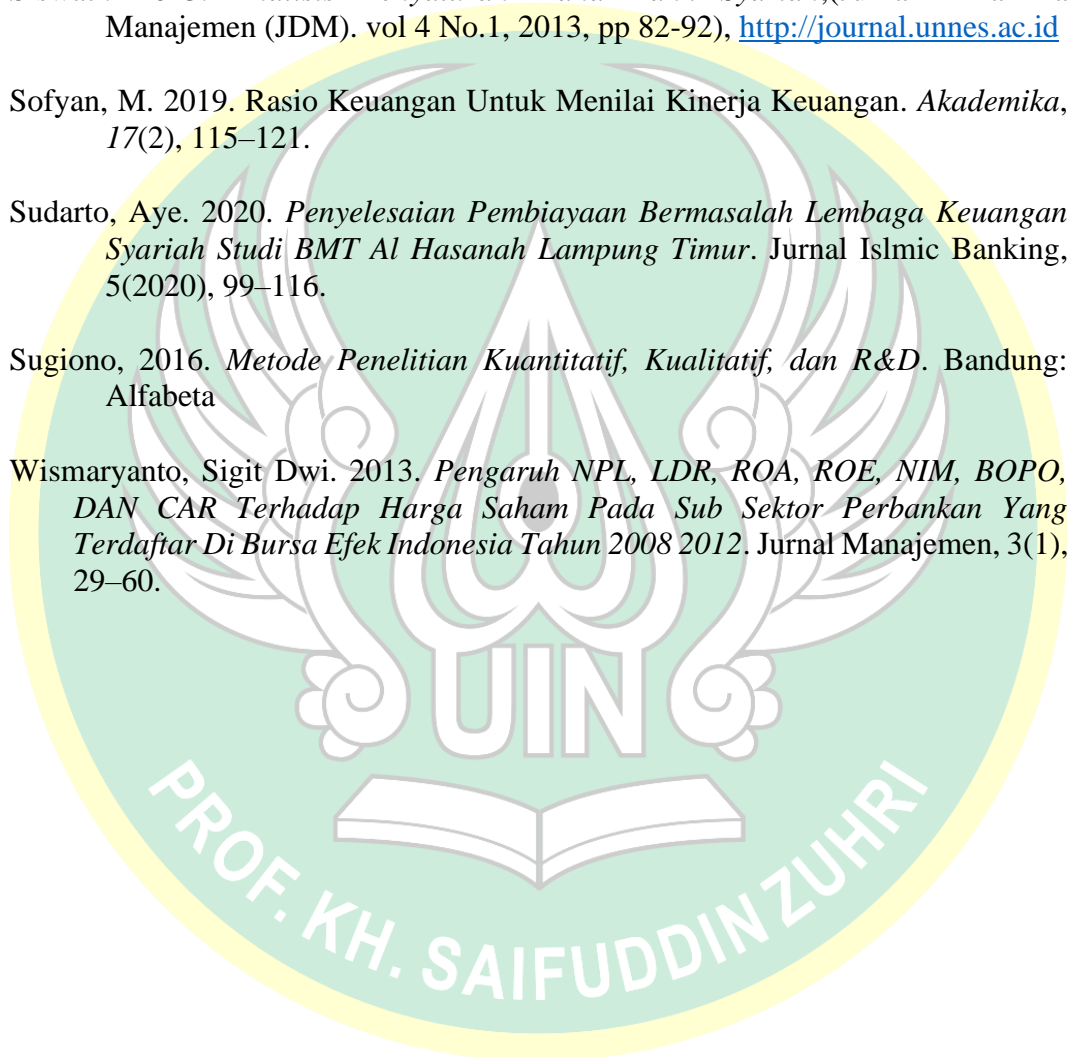 Manajemen (JDM). vol 4 No.1, 2013, pp 82-92), http://journal.unnes.ac.id
Sofyan, M. 2019. Rasio Keuangan Untuk Menilai Kinerja Keuangan. Akademika,
17(2), 115–121.
Sudarto, Aye. 2020. Penyelesaian Pembiayaan Bermasalah Lembaga Keuangan
Syariah Studi BMT Al Hasanah Lampung Timur. Jurnal Islmic Banking,
5(2020), 99–116.
Sugiono, 2016. Metode Penelitian Kuantitatif, Kualitatif, dan R&D. Bandung:
Alfabeta
Wismaryanto, Sigit Dwi. 2013. Pengaruh NPL, LDR, ROA, ROE, NIM, BOPO,
DAN CAR Terhadap Harga Saham Pada Sub Sektor Perbankan Yang
Terdaftar Di Bursa Efek Indonesia Tahun 2008 2012. Jurnal Manajemen, 3(1),
29–60.
UIN
PROF. KH. SAIFUDDIN ZUHRI